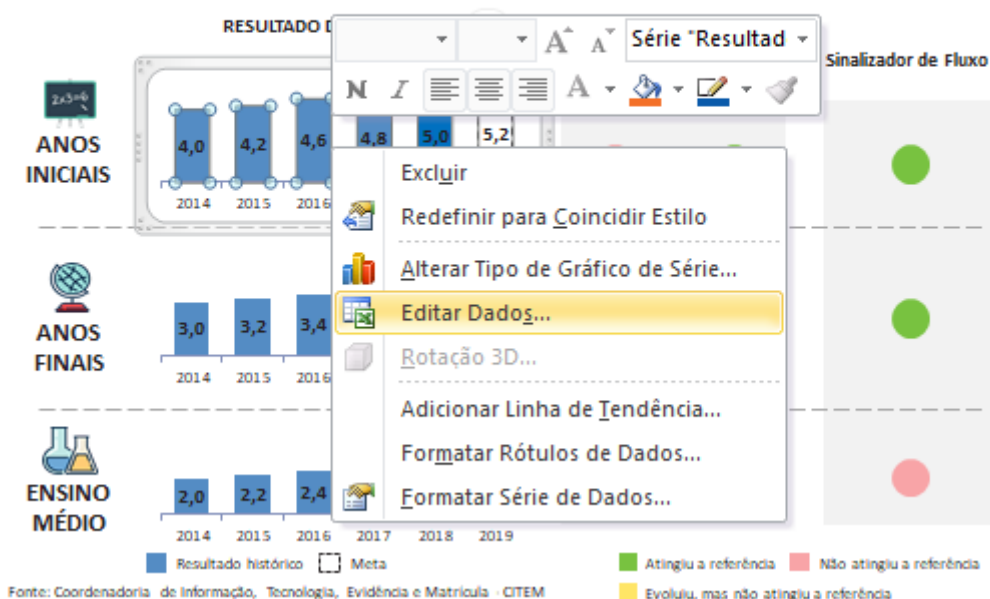 RESULTADO D
Série "Resultad
N I
Sinalizador de Fluxo
2x3=6
ANOS
INICIAIS
4,0 4,2 4,6 4,8 5,0 5,2
2014 2015 2016
Excluir
Redefinir para Coincidir Estilo
Alterar Tipo de Gráfico de Série...
Editar Dados...
Rotação 3D...
Adicionar Linha de Tendência...
Formatar Rótulos de Dados...
Formatar Série de Dados...
ANOS
FINAIS
3,0 3,2 3,4
2014 2015 2016
ENSINO
MÉDIO
2,0 2,2 2,4
2014 2015 2016 2017 2018 2019
Resultado histórico Meta
Atingiu a referência Não atingiu a referência
Fonte: Coordenadoria de Informação, Tecnologia, Evidência e Matrícula - CITEM
Evoluiu, mas não atingiu a referência